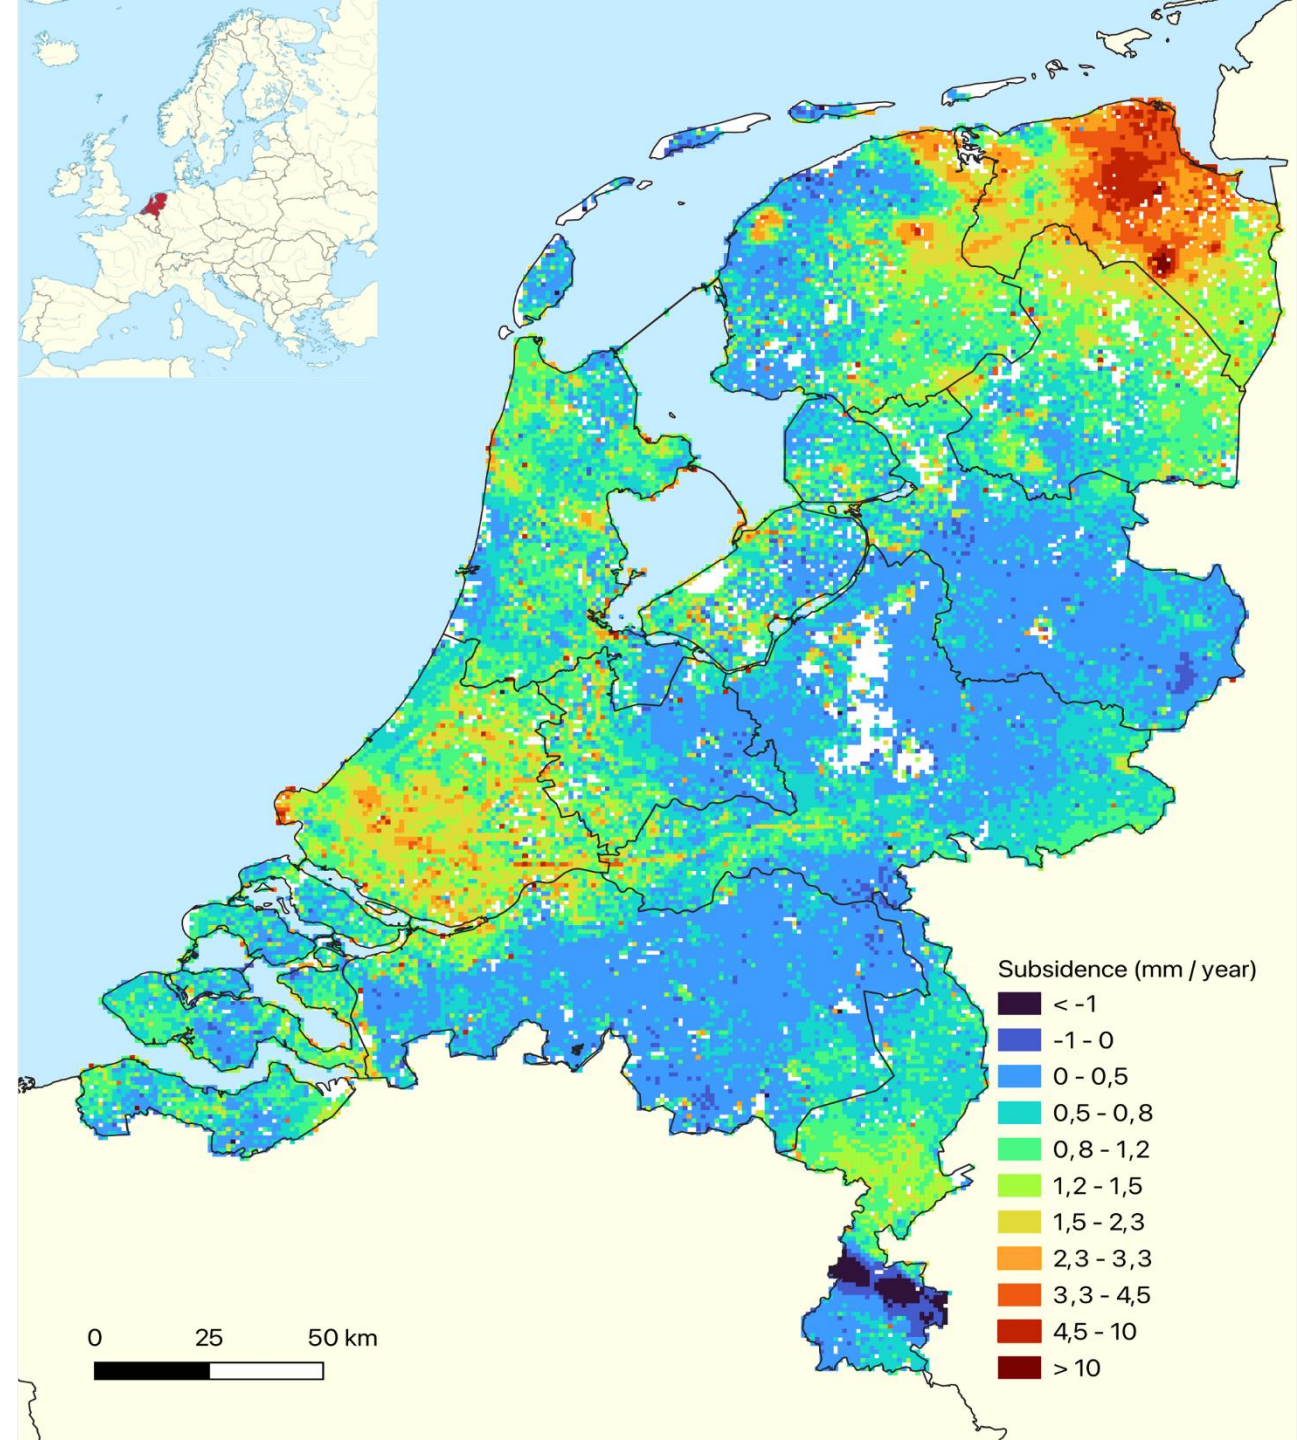 Subsidence (mm / year)
< -1
-1 - 0
0 - 0,5
0,5 - 0,8
0,8 - 1,2
1,2 - 1,5
1,5 - 2,3
2,3 - 3,3
3,3 - 4,5
4,5 - 10
> 10
0 25 50 km